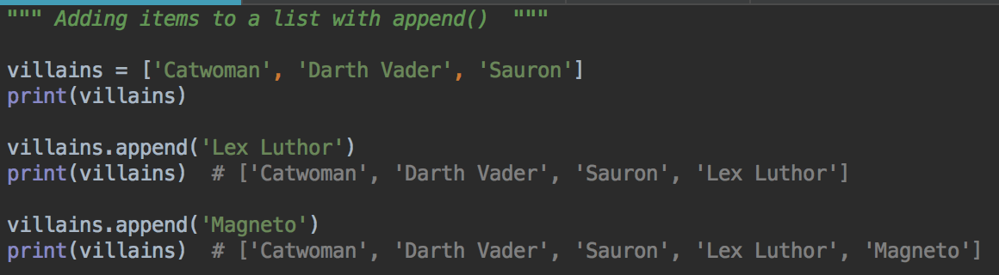 """ Adding items to a list with append()  """
villains = ['Catwoman', 'Darth Vader', 'Sauron']
print(villains)
villains.append('Lex Luthor')
print(villains)  # ['Catwoman', 'Darth Vader', 'Sauron', 'Lex Luthor']
villains.append('Magneto')
print(villains)  # ['Catwoman', 'Darth Vader', 'Sauron', 'Lex Luthor', 'Magneto']